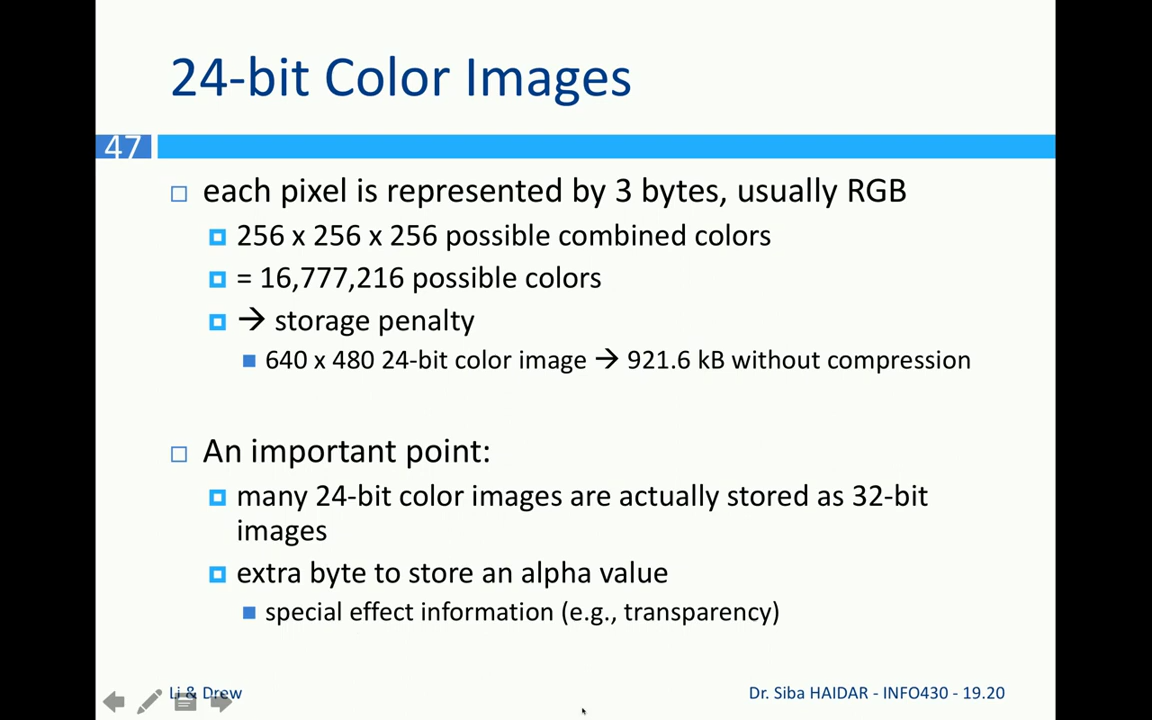 24-bit Color Images
47
each pixel is represented by 3 bytes, usually RGB
256 x 256 x 256 possible combined colors
= 16,777,216 possible colors
→ storage penalty
640 x 480 24-bit color image → 921.6 kB without compression
An important point:
many 24-bit color images are actually stored as 32-bit
images
extra byte to store an alpha value
special effect information (e.g., transparency)
Li & Drew
Dr. Siba HAIDAR - INFO430 - 19.20